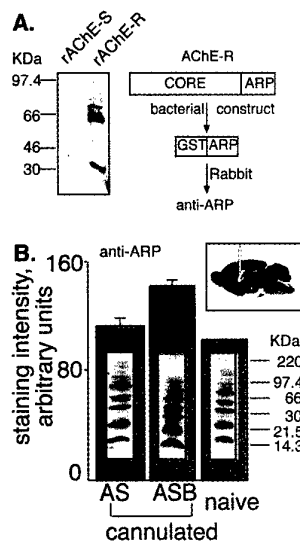 A.
rAChE-S
rAChE-R
KDa
97.4
66
46
30
AChE-R
CORE ARP
bacterial construct
GST ARP
Rabbit
anti-ARP
B.
anti-ARP
staining intensity,
arbitrary units
160
80
0
KDa
220
97.4
66
30
21.5
14.3
AS ASB naive
cannulated